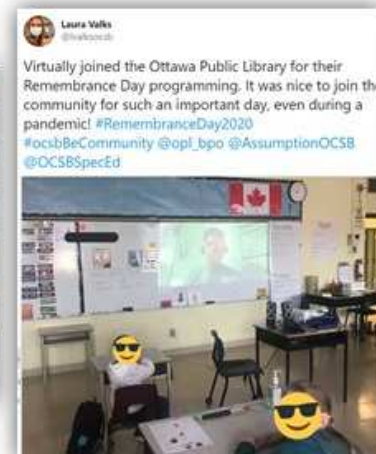 Laura Valks
@lvalksocsb
Virtually joined the Ottawa Public Library for their
Remembrance Day programming. It was nice to join the
community for such an important day, even during a
pandemic! #RemembranceDay2020
#ocsbBeCommunity @opl_bpo @AssumptionOCSB
@OCSBSpecEd